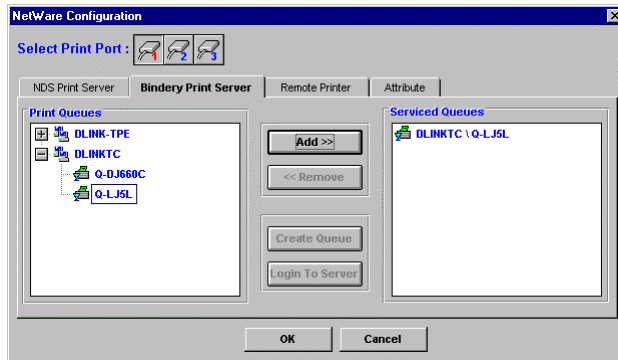 NetWare Configuration
Select Print Port : 1 2 3
NDS Print Server Bindery Print Server Remote Printer Attribute
Print Queues
DLINK-TPE
DLINKTC
Q-DJ660C
Q-LJ5L
Add >>
<< Remove
Create Queue
Login To Server
Serviced Queues
DLINKTC \ Q-LJ5L
OK Cancel